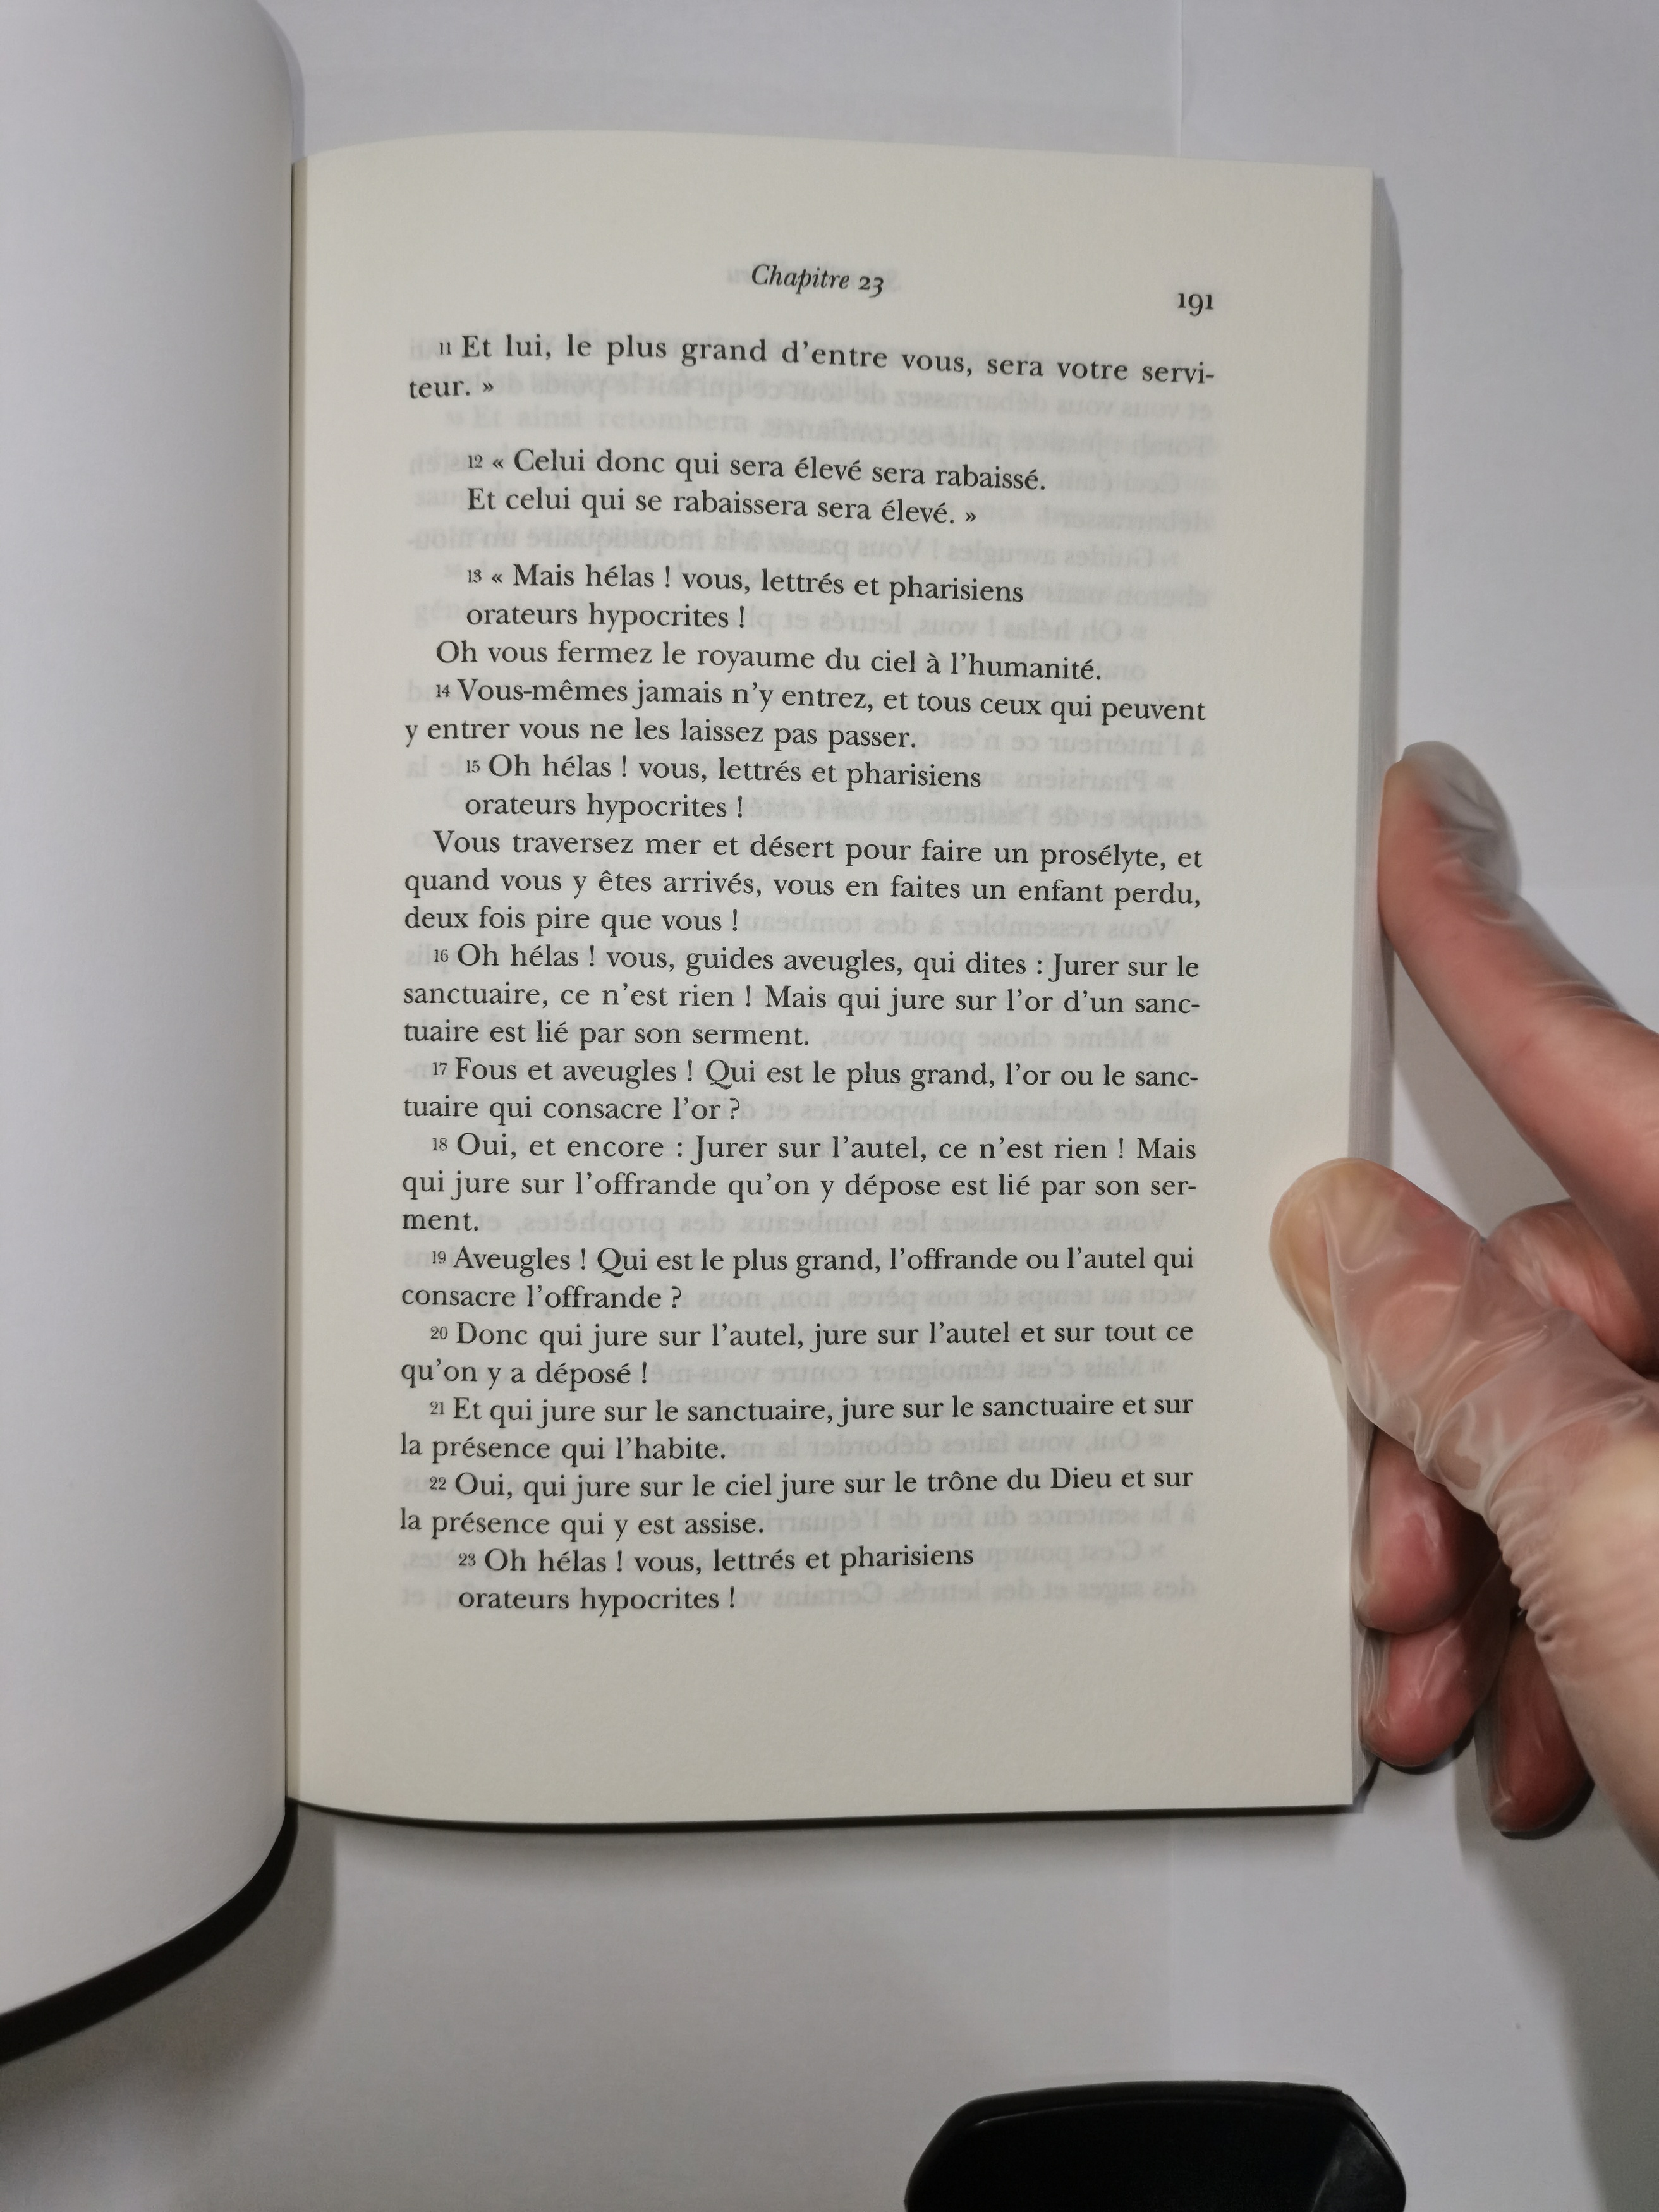 Chapitre 23
191
11 Et lui, le plus grand d'entre vous, sera votre servi-
teur. »
12 « Celui donc qui sera élevé sera rabaissé.
Et celui qui se rabaissera sera élevé. »
13 « Mais hélas ! vous, lettrés et pharisiens
orateurs hypocrites !
Oh vous fermez le royaume du ciel à l'humanité.
14 Vous-mêmes jamais n'y entrez, et tous ceux qui peuvent
y entrer vous ne les laissez pas passer.
15 Oh hélas ! vous, lettrés et pharisiens
orateurs hypocrites !
Vous traversez mer et désert pour faire un prosélyte, et
quand vous y êtes arrivés, vous en faites un enfant perdu,
deux fois pire que vous !
16 Oh hélas ! vous, guides aveugles, qui dites : Jurer sur le
sanctuaire, ce n'est rien ! Mais qui jure sur l'or d'un sanc-
tuaire est lié par son serment.
17 Fous et aveugles ! Qui est le plus grand, l'or ou le sanc-
tuaire qui consacre l'or ?
18 Oui, et encore : Jurer sur l'autel, ce n'est rien ! Mais
qui jure sur l'offrande qu'on y dépose est lié par son ser-
ment.
19 Aveugles ! Qui est le plus grand, l'offrande ou l'autel qui
consacre l'offrande ?
20 Donc qui jure sur l'autel, jure sur l'autel et sur tout ce
qu'on y a déposé !
21 Et qui jure sur le sanctuaire, jure sur le sanctuaire et sur
la présence qui l'habite.
22 Oui, qui jure sur le ciel jure sur le trône du Dieu et sur
la présence qui y est assise.
23 Oh hélas ! vous, lettrés et pharisiens
orateurs hypocrites !